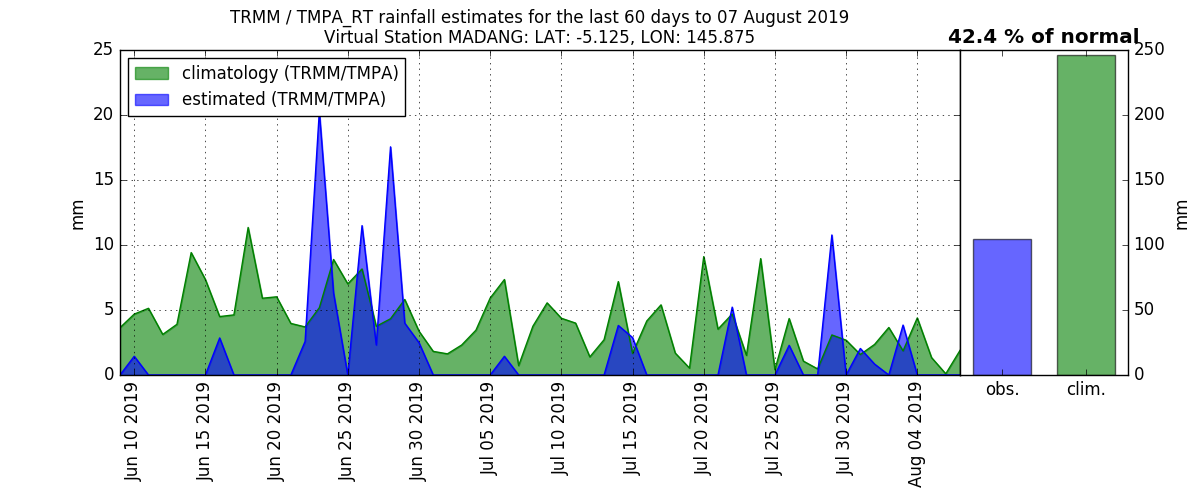 TRMM / TMPA_RT rainfall estimates for the last 60 days to 07 August 2019
Virtual Station MADANG: LAT: -5.125, LON: 145.875
42.4 % of normal
climatology (TRMM/TMPA)
estimated (TRMM/TMPA)
25
20
15
10
5
0
mm
250
200
150
100
50
0
mm
Jun 10 2019
Jun 15 2019
Jun 20 2019
Jun 25 2019
Jun 30 2019
Jul 05 2019
Jul 10 2019
Jul 15 2019
Jul 20 2019
Jul 25 2019
Jul 30 2019
Aug 04 2019
obs.
clim.